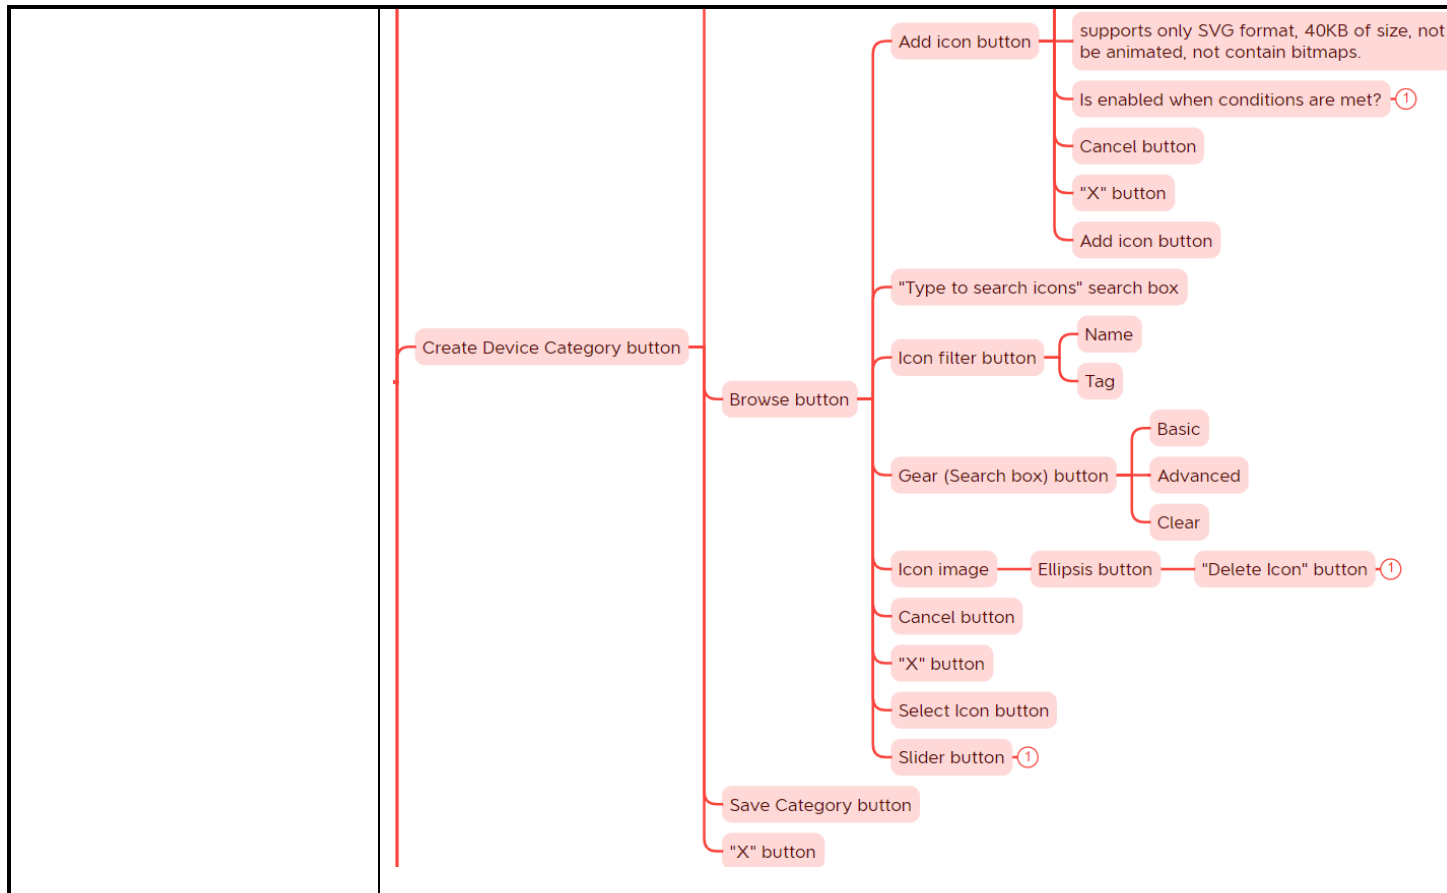 Add icon button
supports only SVG format, 40KB of size, not
be animated, not contain bitmaps.
Is enabled when conditions are met?
1
Cancel button
"X" button
Add icon button
"Type to search icons" search box
Create Device Category button
Icon filter button
Name
Tag
Browse button
Basic
Gear (Search box) button
Advanced
Clear
Icon image
Ellipsis button
"Delete Icon" button
1
Cancel button
"X" button
Select Icon button
Slider button
1
Save Category button
"X" button